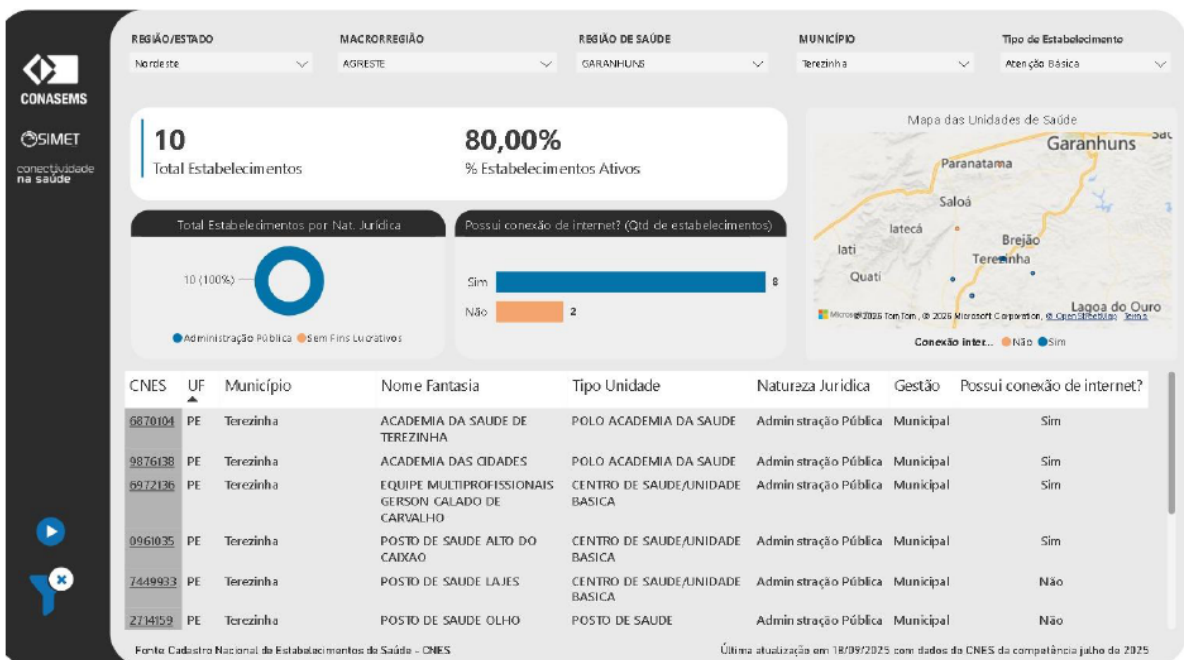 REGIÃO/ESTADO MACRORREGIÃO REGIÃO DE SAÚDE MUNICÍPIO Tipo de Estabelecimento
Nordeste AGRESTE GARANHUNS Terezinha Atenção Básica
CONASEMS
SIMET
conectividade
na saúde
10
Total Estabelecimentos
80,00%
% Estabelecimentos Ativos
Total Estabelecimentos por Nat. Jurídica
10 (100%)
Administração Pública Sem Fins Lucrativos
Possui conexão de internet? (Qtd de estabelecimentos)
Sim 8
Não 2
Mapa das Unidades de Saúde
Garanhuns
Paranatama
Saloá
Iatecá
Brejão
Iati
Terezinha
Quati
Lagoa do Ouro
© 2026 TomTom, © 2026 Microsoft Corporation, © OpenStreetMap Terms
Conexão inter... Não Sim
CNES UF Município Nome Fantasia Tipo Unidade Natureza Juridica Gestão Possui conexão de internet?
6870104 PE Terezinha ACADEMIA DA SAUDE DE POLO ACADEMIA DA SAUDE Administração Pública Municipal Sim
TEREZINHA
9876138 PE Terezinha ACADEMIA DAS CIDADES POLO ACADEMIA DA SAUDE Administração Pública Municipal Sim
6972136 PE Terezinha EQUIPE MULTIPROFISSIONAIS CENTRO DE SAUDE/UNIDADE Administração Pública Municipal Sim
GERSON CALADO DE BASICA
CARVALHO
0961035 PE Terezinha POSTO DE SAUDE ALTO DO CENTRO DE SAUDE/UNIDADE Administração Pública Municipal Sim
CAIXAO BASICA
7449933 PE Terezinha POSTO DE SAUDE LAJES CENTRO DE SAUDE/UNIDADE Administração Pública Municipal Não
BASICA
2714159 PE Terezinha POSTO DE SAUDE OLHO POSTO DE SAUDE Administração Pública Municipal Não
Fonte Cadastro Nacional de Estabelecimentos de Saúde - CNES
Última atualização em 18/09/2025 com dados do CNES da competência julho de 2025